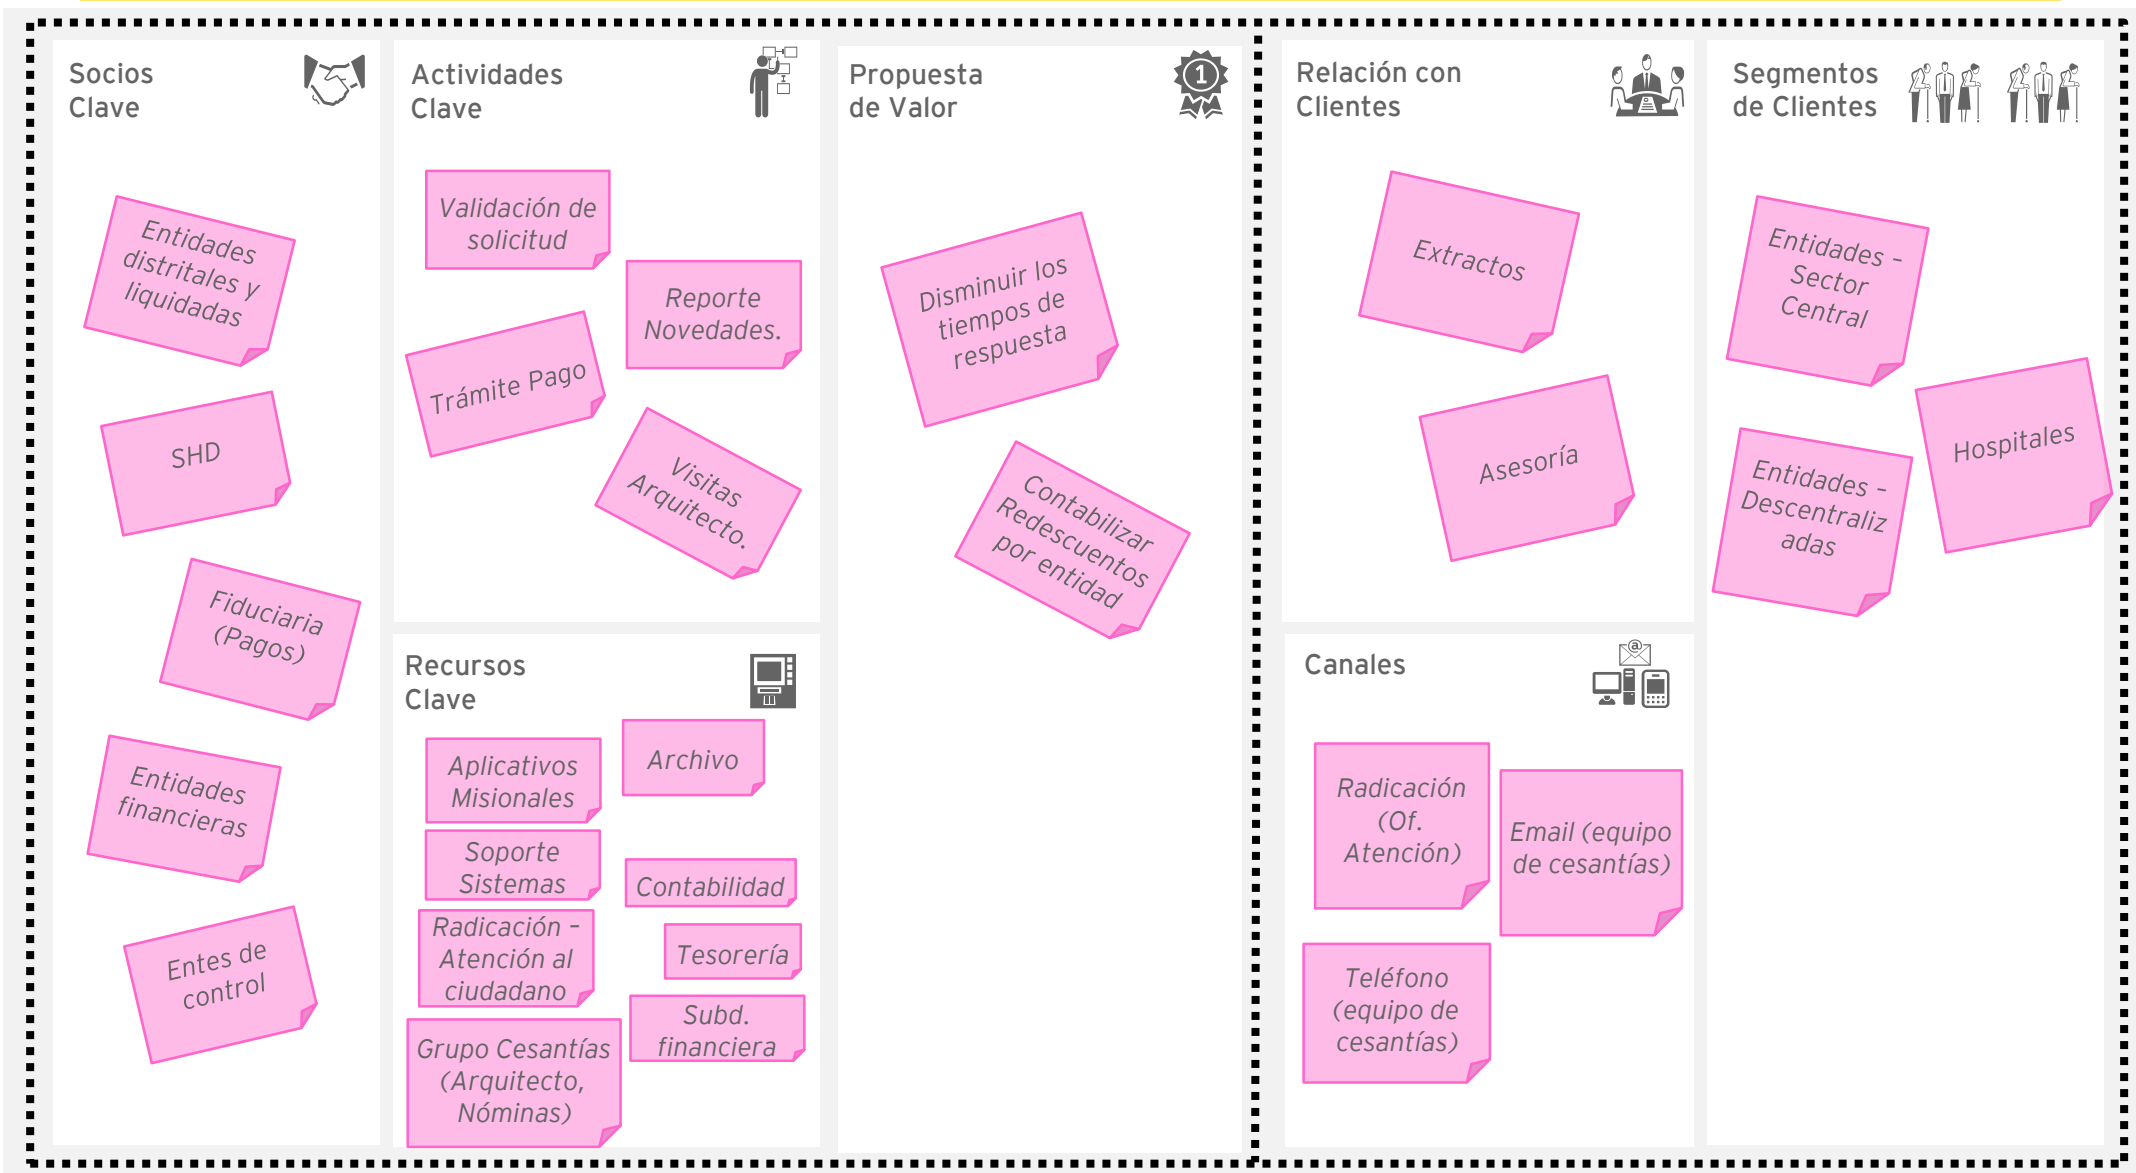 Socios
Clave
Entidades
distritales y
liquidadas
SHD
Fiduciaria
(Pagos)
Entidades
financieras
Entes de
control
Actividades
Clave
Validación de
solicitud
Reporte
Novedades.
Trámite Pago
Visitas
Arquitecto.
Recursos
Clave
Aplicativos
Misionales
Archivo
Soporte
Sistemas
Contabilidad
Radicación –
Atención al
ciudadano
Tesorería
Subd.
financiera
Grupo Cesantías
(Arquitecto,
Nóminas)
Propuesta
de Valor
1
Disminuir los
tiempos de
respuesta
Contabilizar
Redescuentos
por entidad
Relación con
Clientes
Extractos
Asesoría
Canales
@
Radicación
(Of.
Atención)
Email (equipo
de cesantías)
Teléfono
(equipo de
cesantías)
Segmentos
de Clientes
Entidades –
Sector
Central
Hospitales
Entidades –
Descentraliz
adas